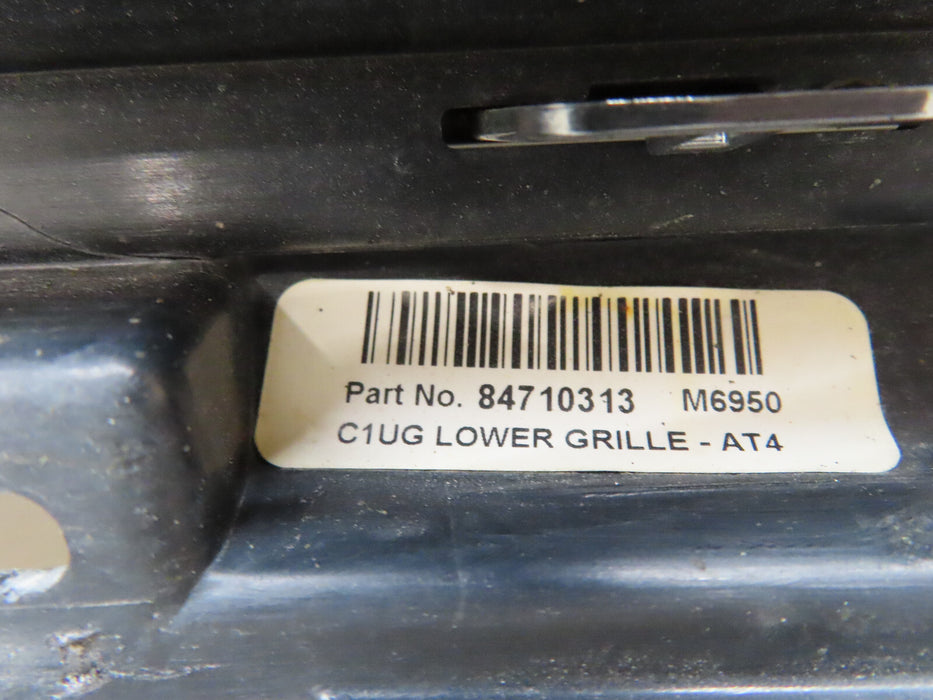 Part No. 84710313 M6950
C1UG LOWER GRILLE - AT4